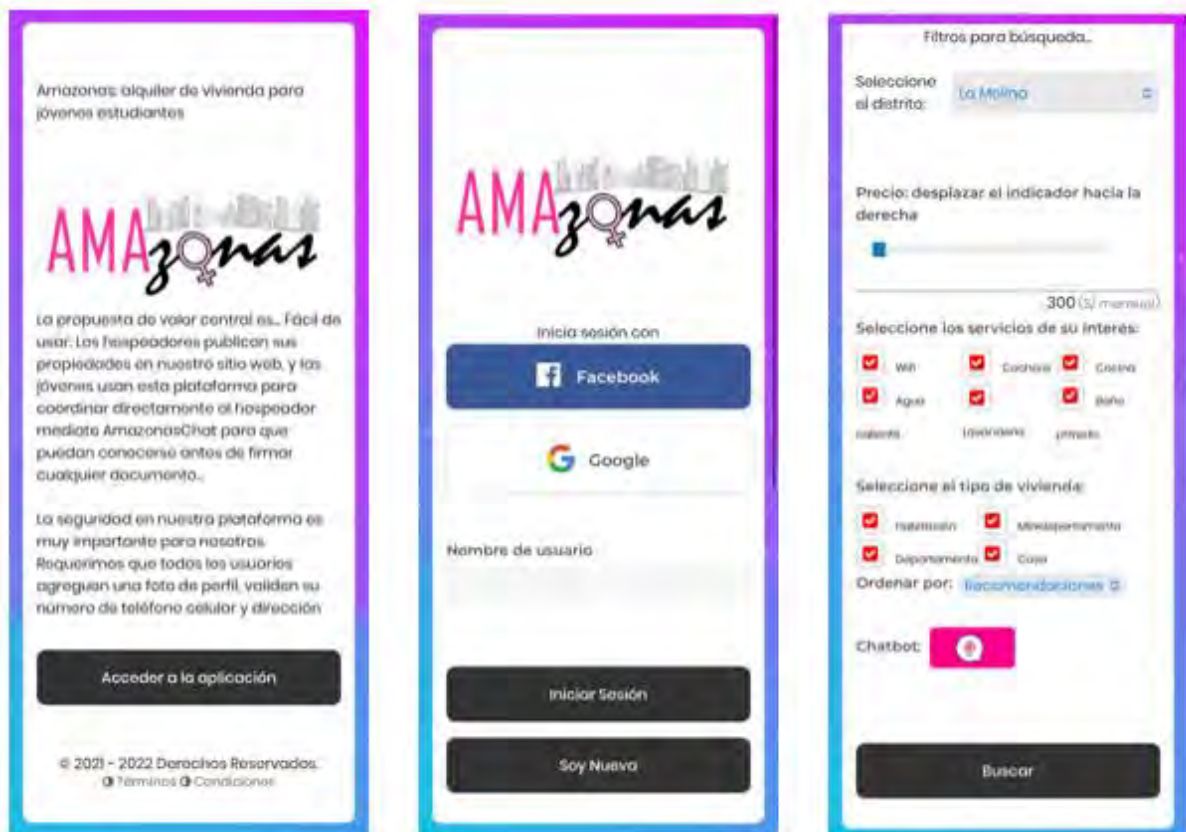 Amazonas: alquiler de vivienda para
jóvenes estudiantes
AMAzonas
La propuesta de valor central es... Fácil de
usar. Los hospeadores publican sus
propiedades en nuestro sitio web, y las
jóvenes usan esta plataforma para
coordinar directamente al hospeador
mediate AmazonasChat para que
puedan conocerse antes de firmar
cualquier documento...
La seguridad en nuestra plataforma es
muy importante para nosotras.
Requerimos que todos los usuarios
agreguen una foto de perfil, validen su
número de teléfono celular y dirección
Acceder a la aplicación
© 2021 - 2022 Derechos Reservados.
Términos Condiciones
AMAzonas
Inicia sesión con
Facebook
Google
Nombre de usuario
Iniciar Sesión
Soy Nueva
Filtros para búsqueda...
Seleccione
el distrito:
La Molina
Precio: desplazar el indicador hacia la
derecha
300 (S/ mensual)
Seleccione los servicios de su interés:
Wifi Cochera Cocina
Agua Baño
caliente Lavandería privado
Seleccione el tipo de vivienda:
Habitación Minidepartamento
Departamento Casa
Ordenar por: Recomendaciones
Chatbot:
Buscar